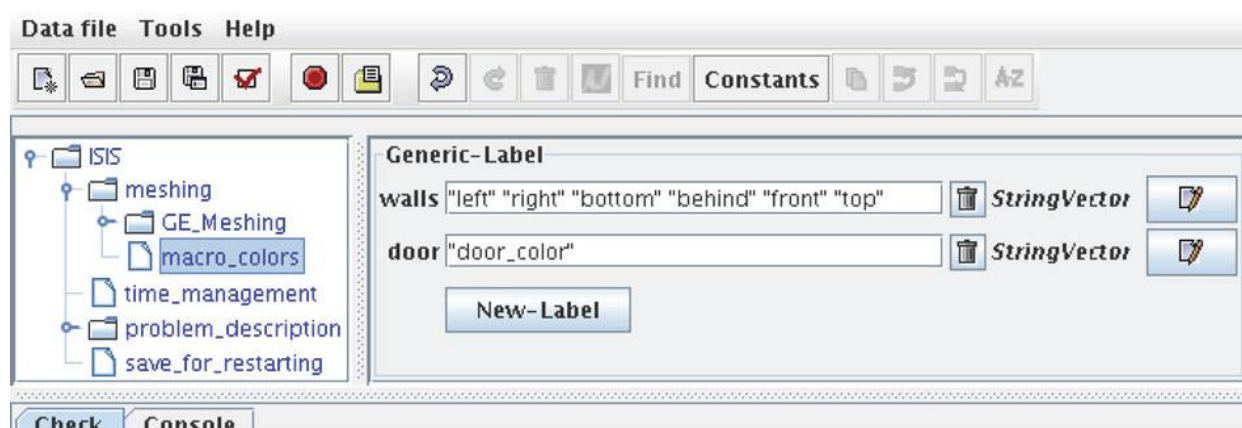 Data file Tools Help
Find Constants A-Z
ISIS
meshing
GE_Meshing
macro_colors
time_management
problem_description
save_for_restarting
Generic-Label
walls "left" "right" "bottom" "behind" "front" "top" StringVector
door "door_color" StringVector
New-Label
Check Console